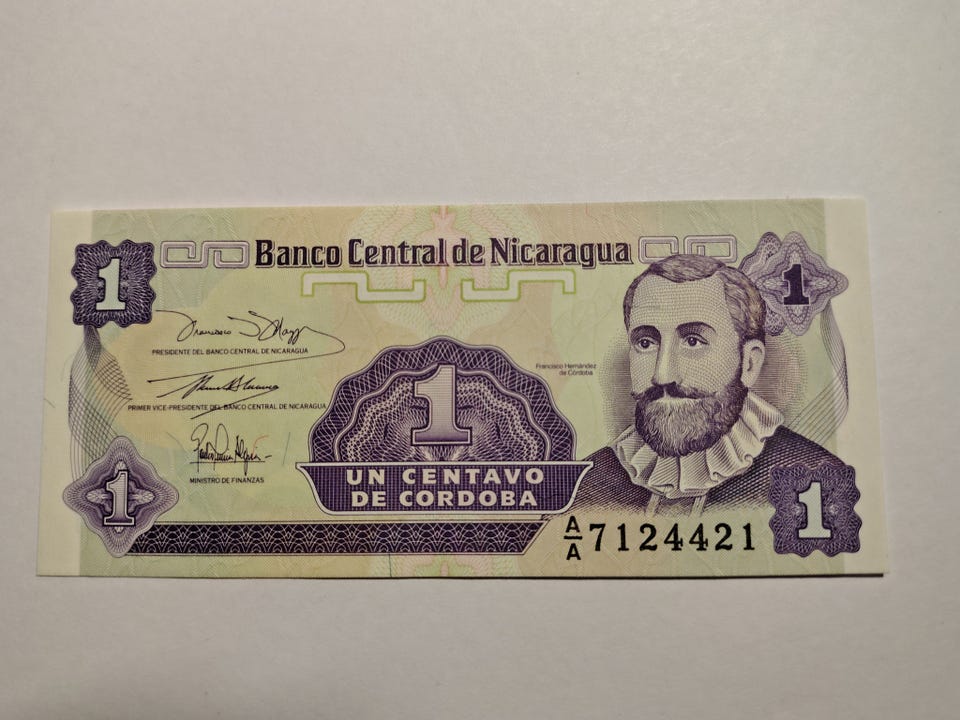 1
Banco Central de Nicaragua
1
PRESIDENTE DEL BANCO CENTRAL DE NICARAGUA
Francisco Hernández
de Córdoba
PRIMER VICE-PRESIDENTE DEL BANCO CENTRAL DE NICARAGUA
1
MINISTRO DE FINANZAS
UN CENTAVO
DE CORDOBA
1
1
A/A 7124421